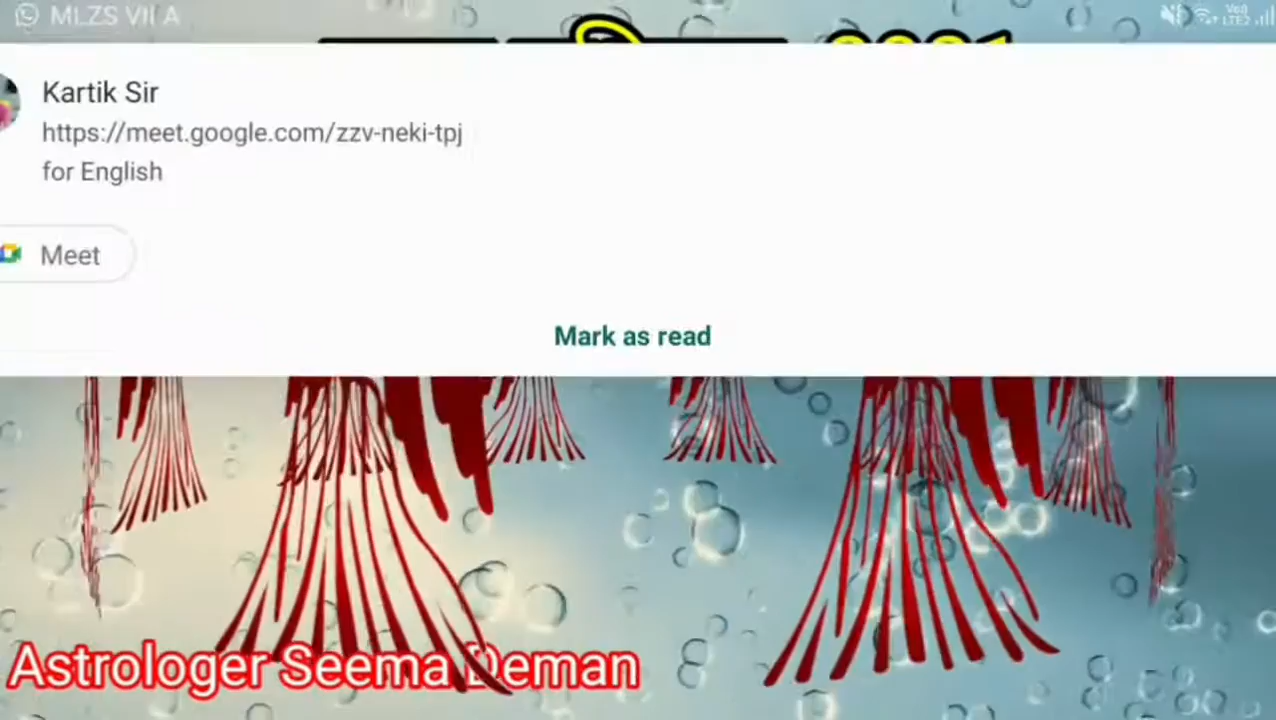 MLZS VII A
Kartik Sir
https://meet.google.com/zzv-neki-tpj
for English
Meet
Mark as read
Astrologer Seema Deman